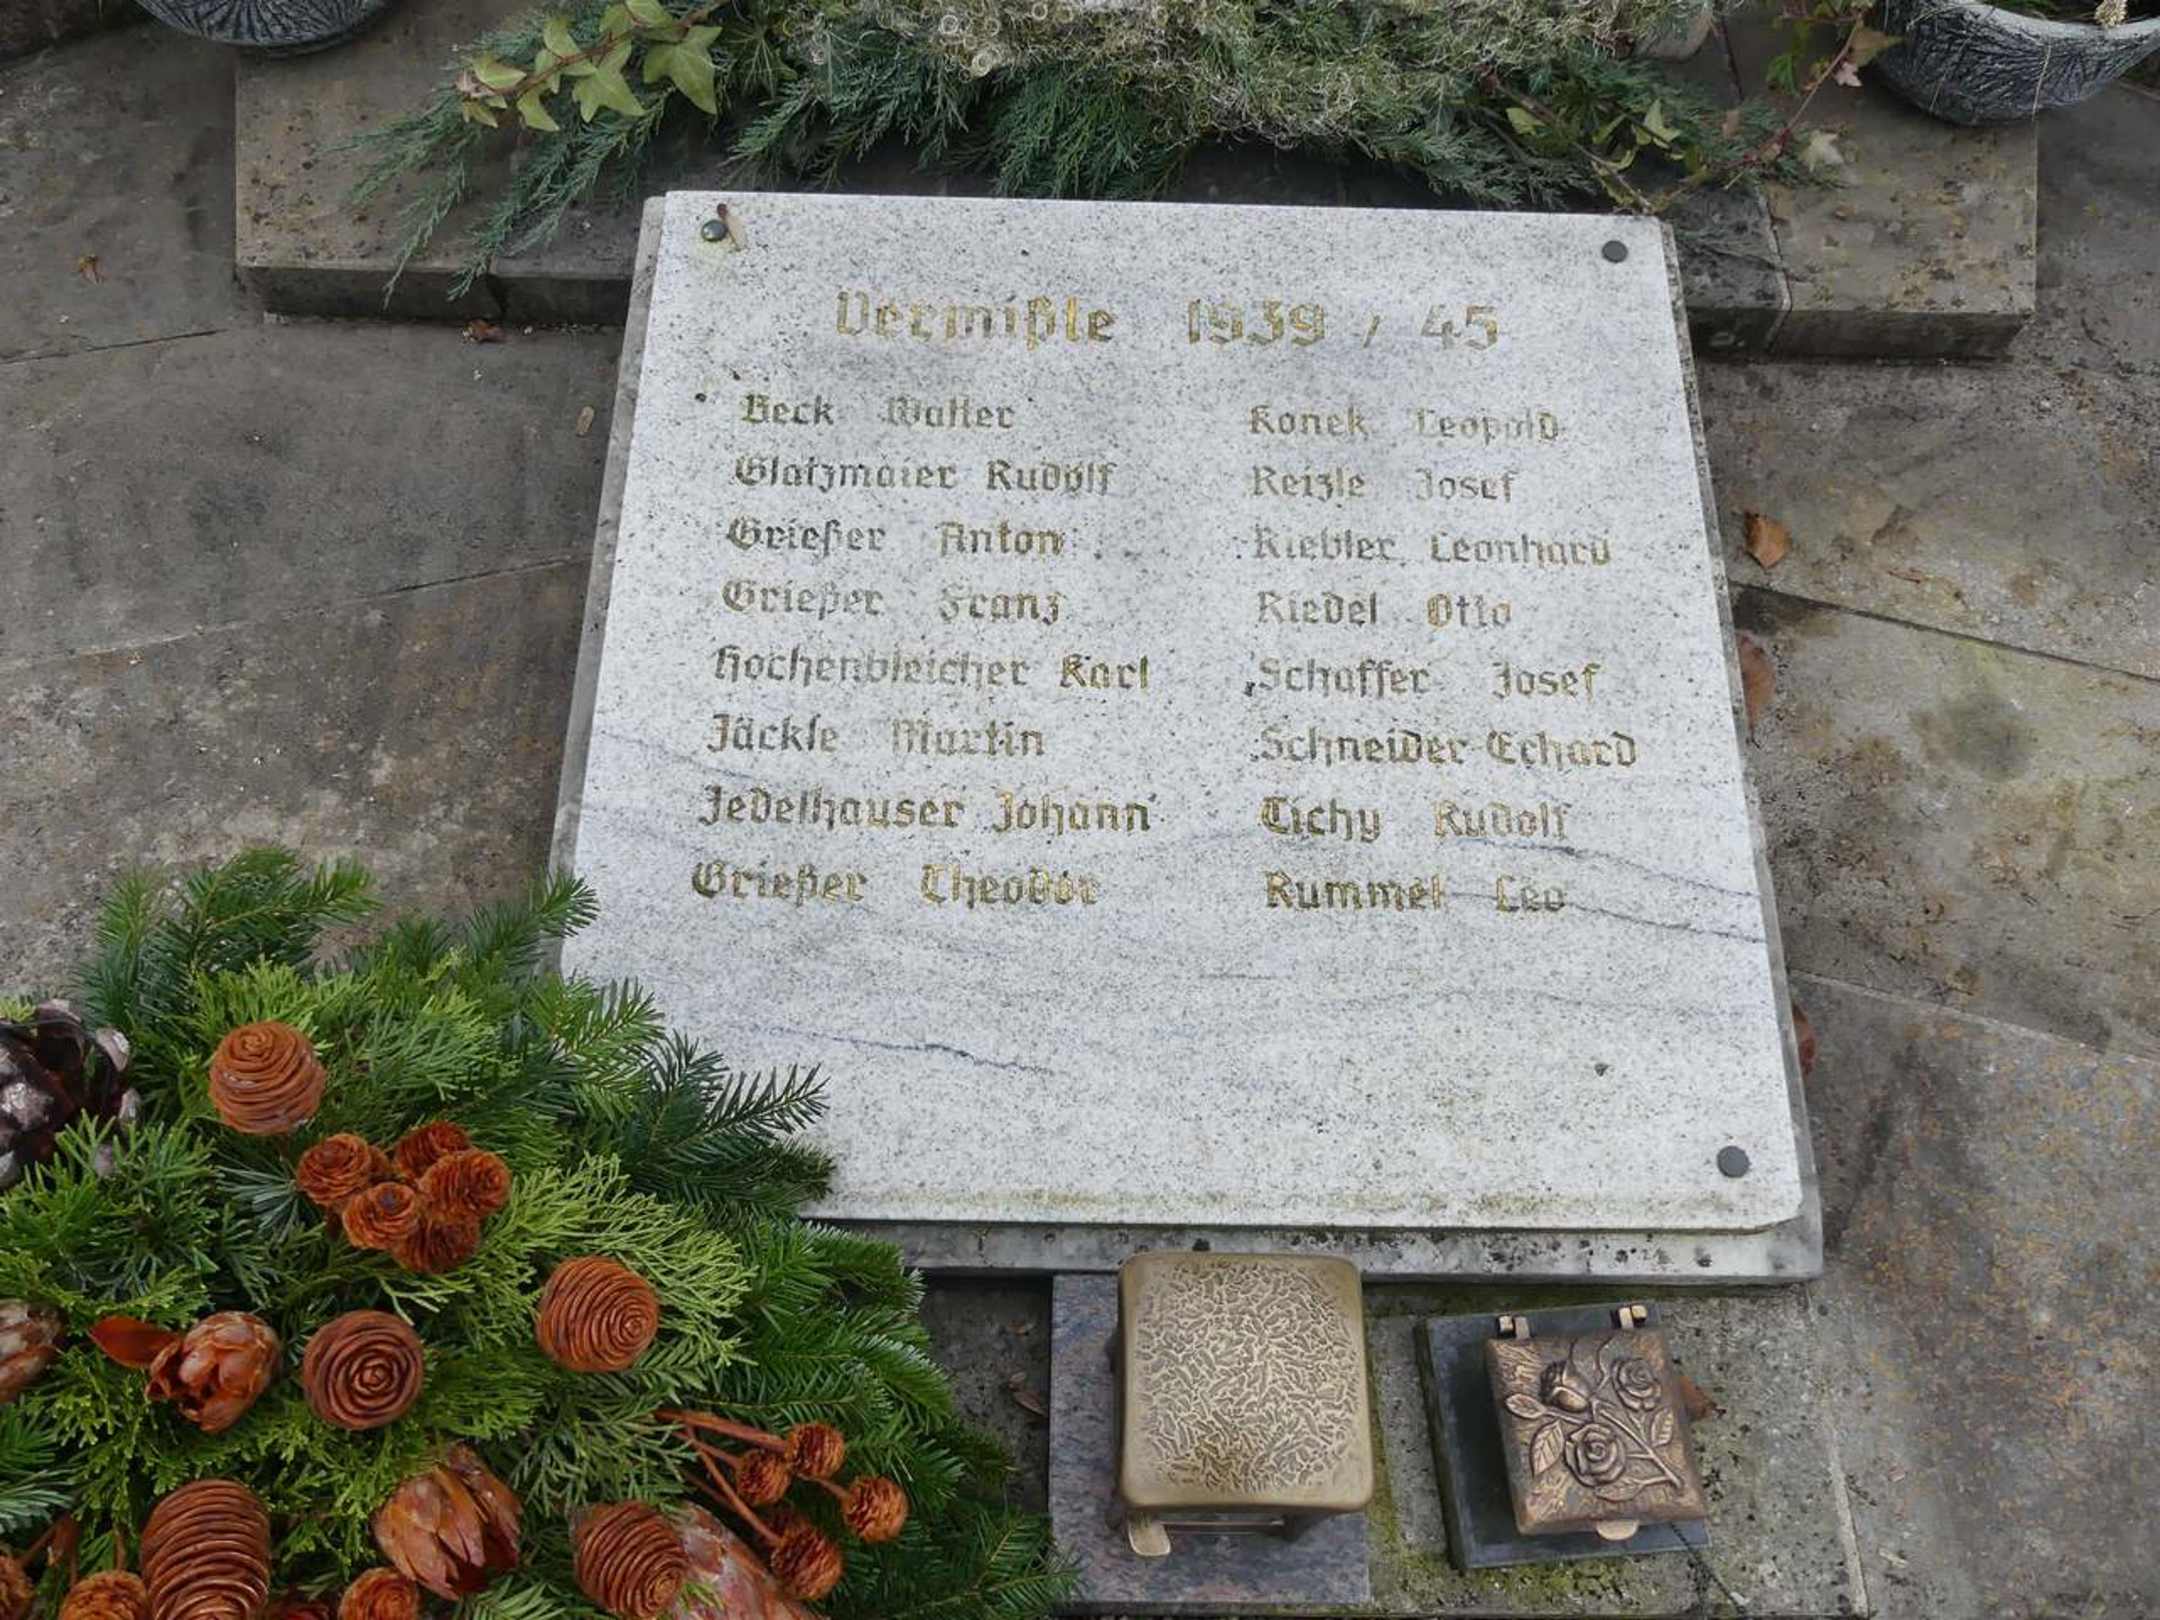 Vermißte 1939 / 45
Beck Walter
Glatzmaier Rudolf
Grießer Anton
Grießer Franz
Hochenbleicher Karl
Jäckle Martin
Jedelhauser Johann
Grießer Theodor
Konek Leopold
Reizle Josef
Riebler Leonhard
Riedel Otto
Schaffer Josef
Schneider Echard
Tichy Rudolf
Rummel Leo